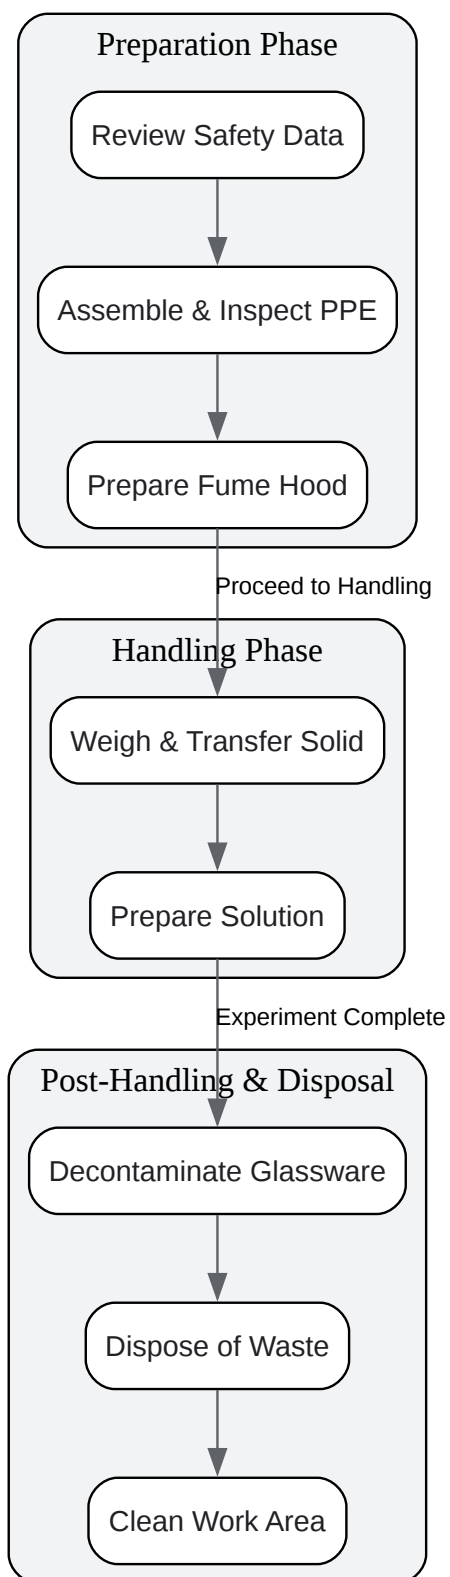 Preparation Phase
Review Safety Data
Assemble & Inspect PPE
Prepare Fume Hood
Proceed to Handling
Handling Phase
Weigh & Transfer Solid
Prepare Solution
Experiment Complete
Post-Handling & Disposal
Decontaminate Glassware
Dispose of Waste
Clean Work Area